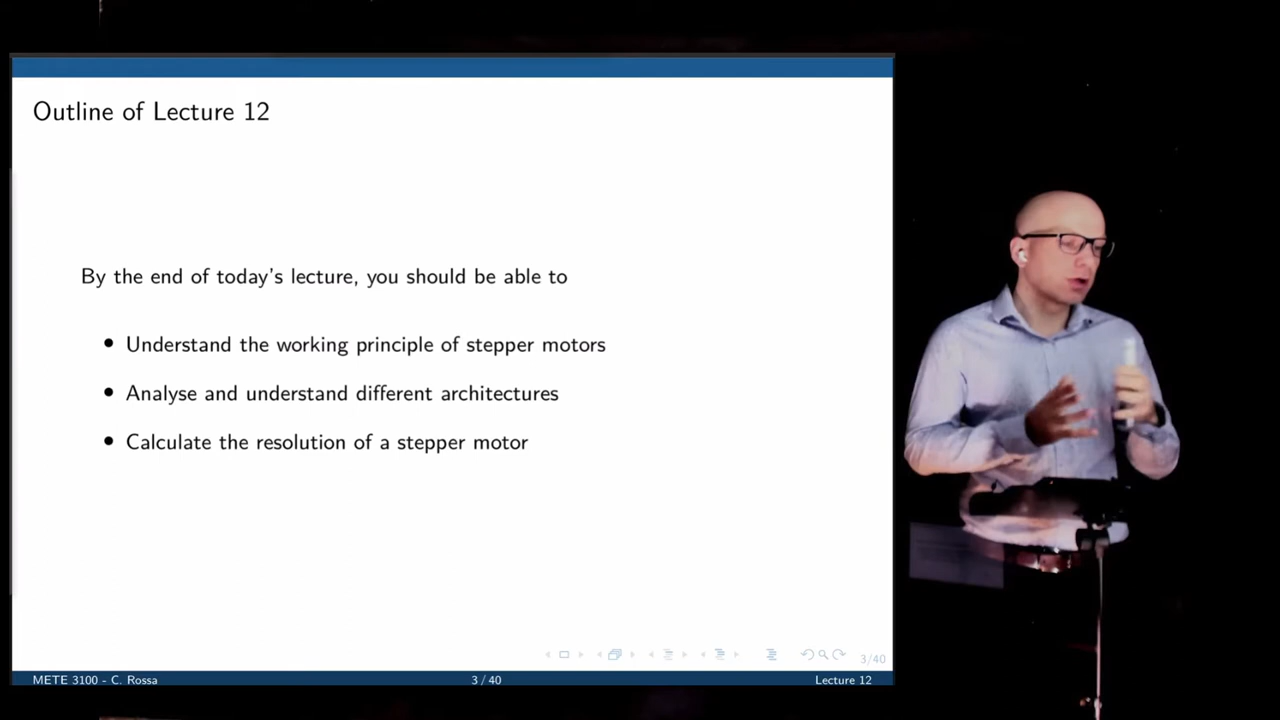 Outline of Lecture 12
By the end of today's lecture, you should be able to
• Understand the working principle of stepper motors
• Analyse and understand different architectures
• Calculate the resolution of a stepper motor
3/40
METE 3100 - C. Rossa
3 / 40
Lecture 12